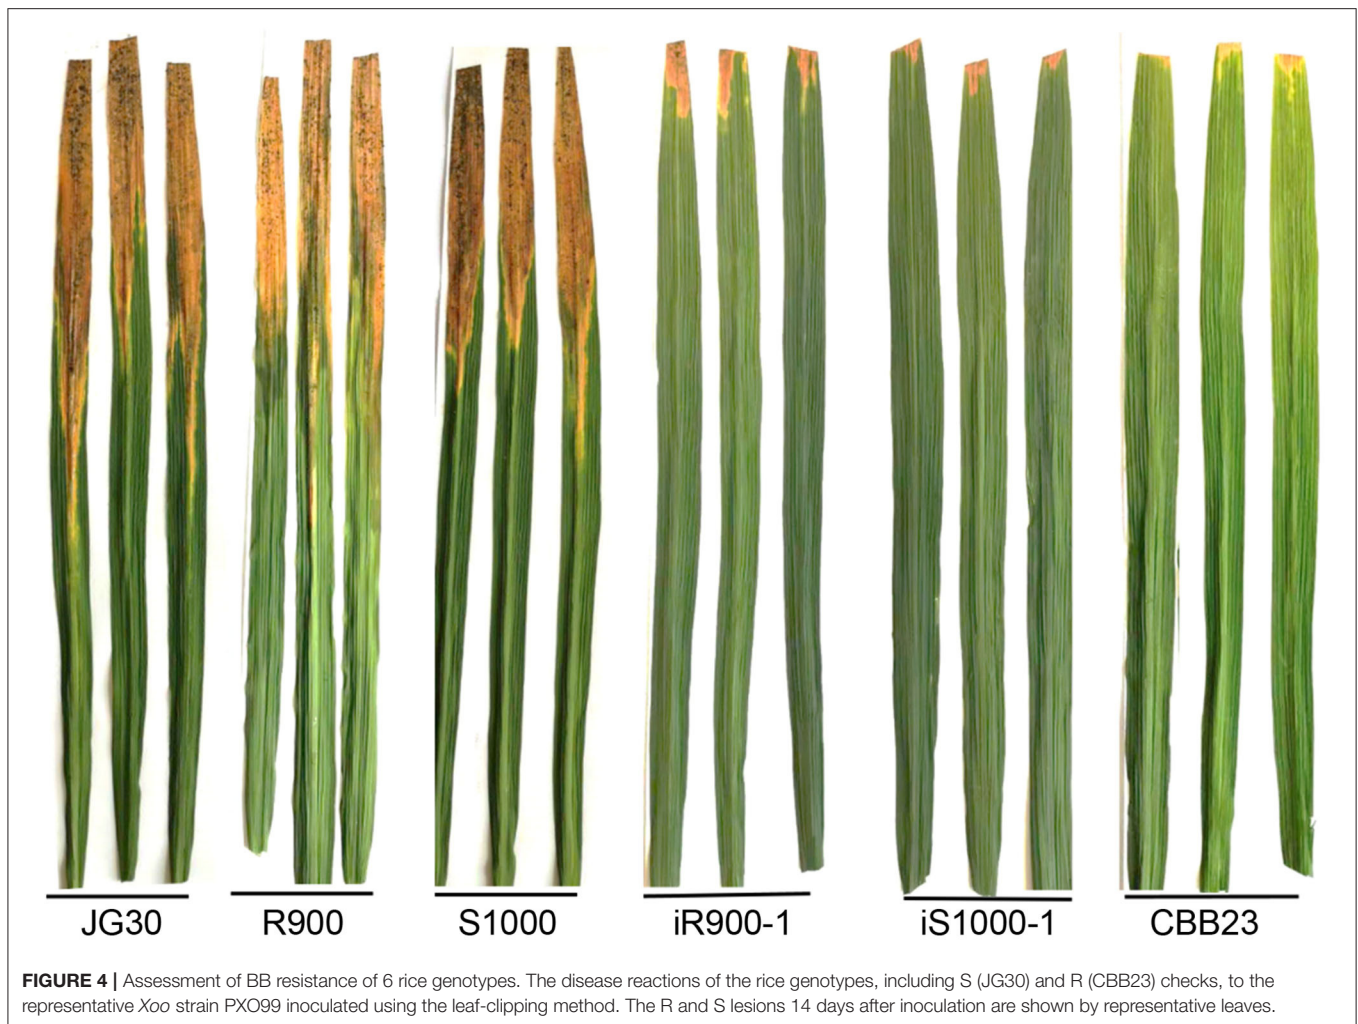 JG30 R900 S1000 iR900-1 iS1000-1 CBB23
FIGURE 4 | Assessment of BB resistance of 6 rice genotypes. The disease reactions of the rice genotypes, including S (JG30) and R (CBB23) checks, to the
representative Xoo strain PXO99 inoculated using the leaf-clipping method. The R and S lesions 14 days after inoculation are shown by representative leaves.